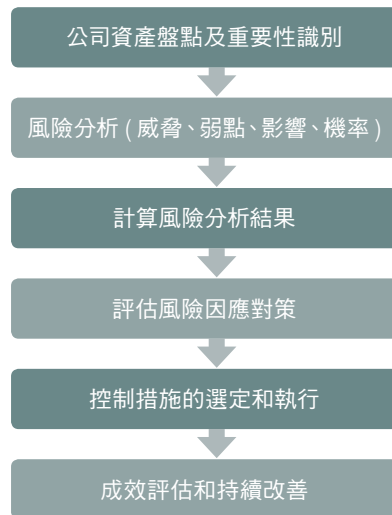 公司資產盤點及重要性識別
風險分析 ( 威脅、弱點、影響、機率 )
計算風險分析結果
評估風險因應對策
控制措施的選定和執行
成效評估和持續改善